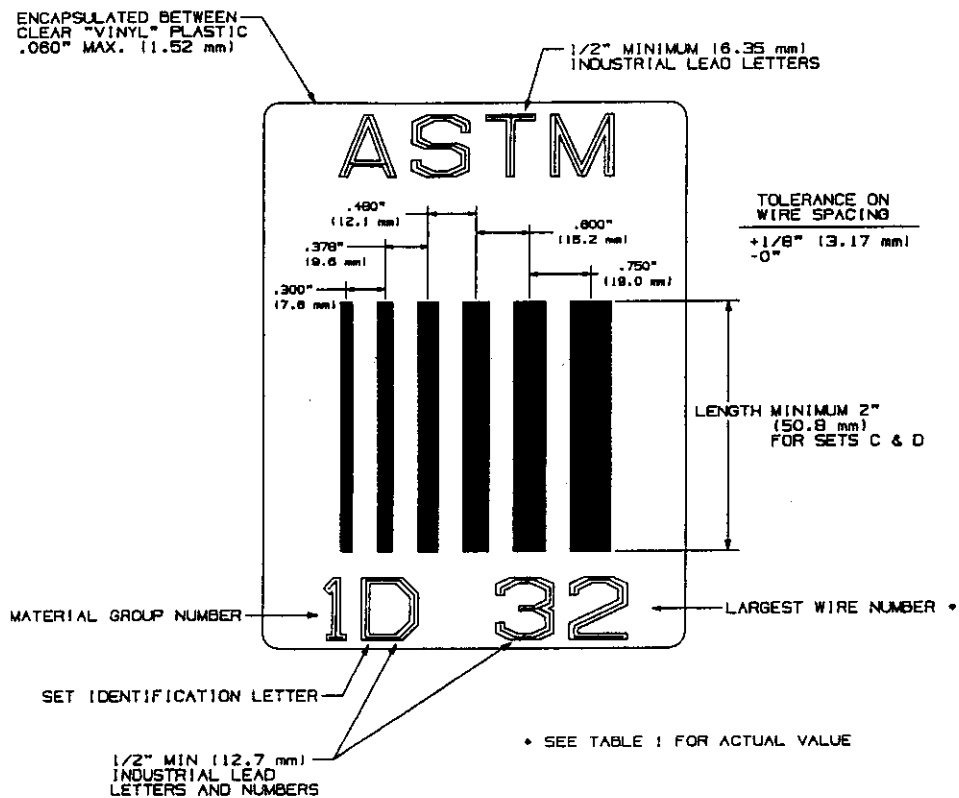 ENCAPSULATED BETWEEN
CLEAR "VINYL" PLASTIC
.060" MAX. (1.52 mm)
1/2" MINIMUM (6.35 mm)
INDUSTRIAL LEAD LETTERS
ASTM
.480"
(12.1 mm)
.600"
(15.2 mm)
.378"
(9.6 mm)
.750"
(19.0 mm)
.300"
(7.6 mm)
TOLERANCE ON
WIRE SPACING
+1/8" (3.17 mm)
-0"
LENGTH MINIMUM 2"
(50.8 mm)
FOR SETS C & D
1D 32
MATERIAL GROUP NUMBER
LARGEST WIRE NUMBER *
SET IDENTIFICATION LETTER
* SEE TABLE 1 FOR ACTUAL VALUE
1/2" MIN (12.7 mm)
INDUSTRIAL LEAD
LETTERS AND NUMBERS